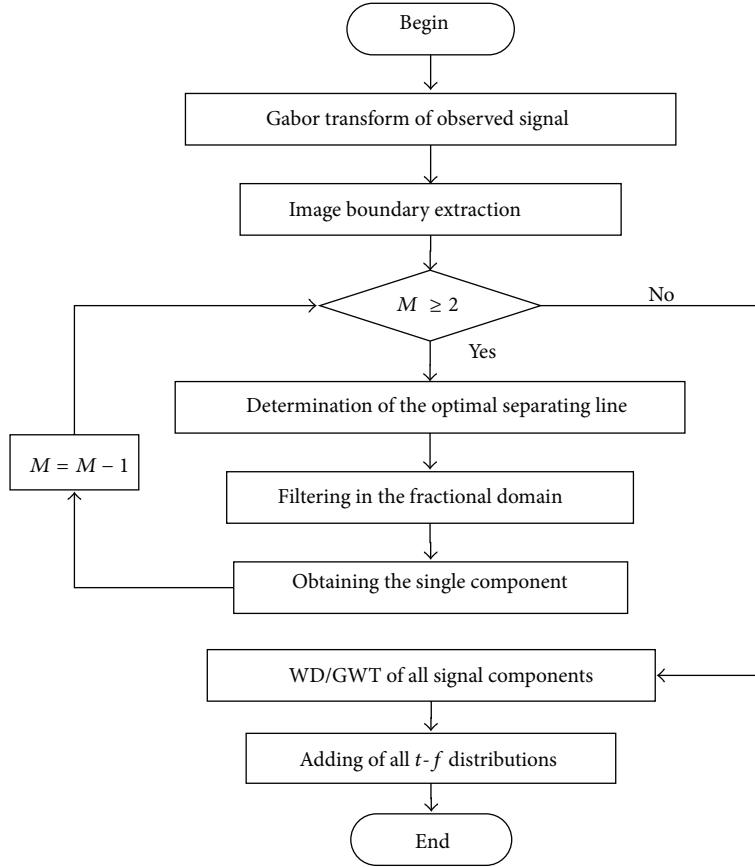 Begin
Gabor transform of observed signal
Image boundary extraction
M ≥ 2
No
Yes
Determination of the optimal separating line
M = M − 1
Filtering in the fractional domain
Obtaining the single component
WD/GWT of all signal components
Adding of all t-f distributions
End